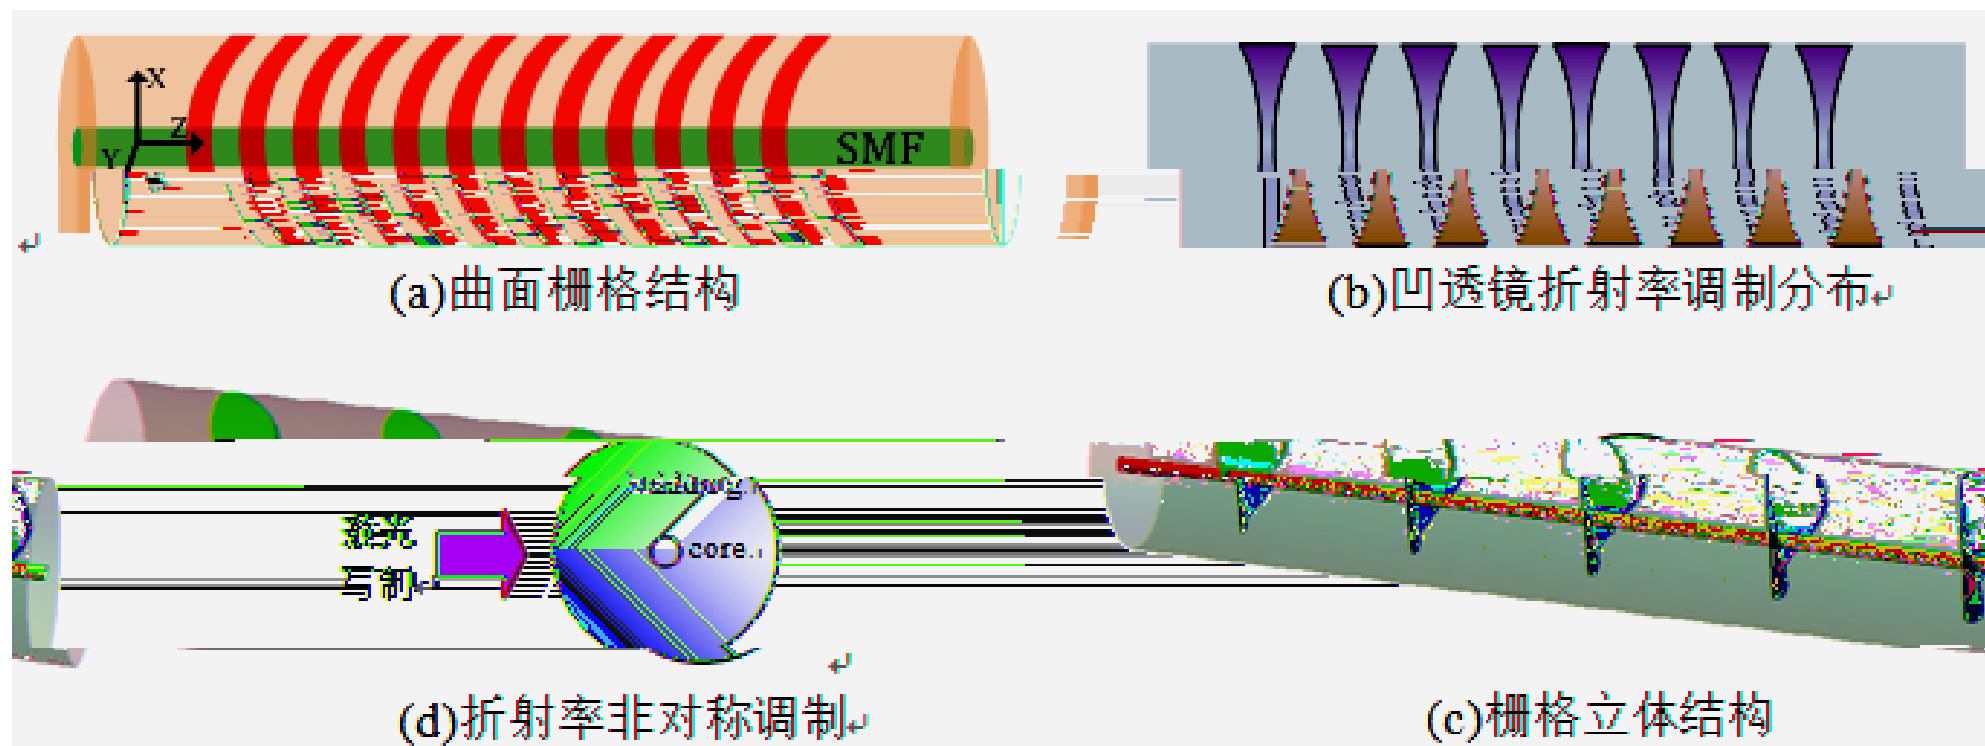 X
Z
Y
SMF
(a)曲面栅格结构
(b)凹透镜折射率调制分布
激光
写制
core
(d)折射率非对称调制
(c)栅格立体结构